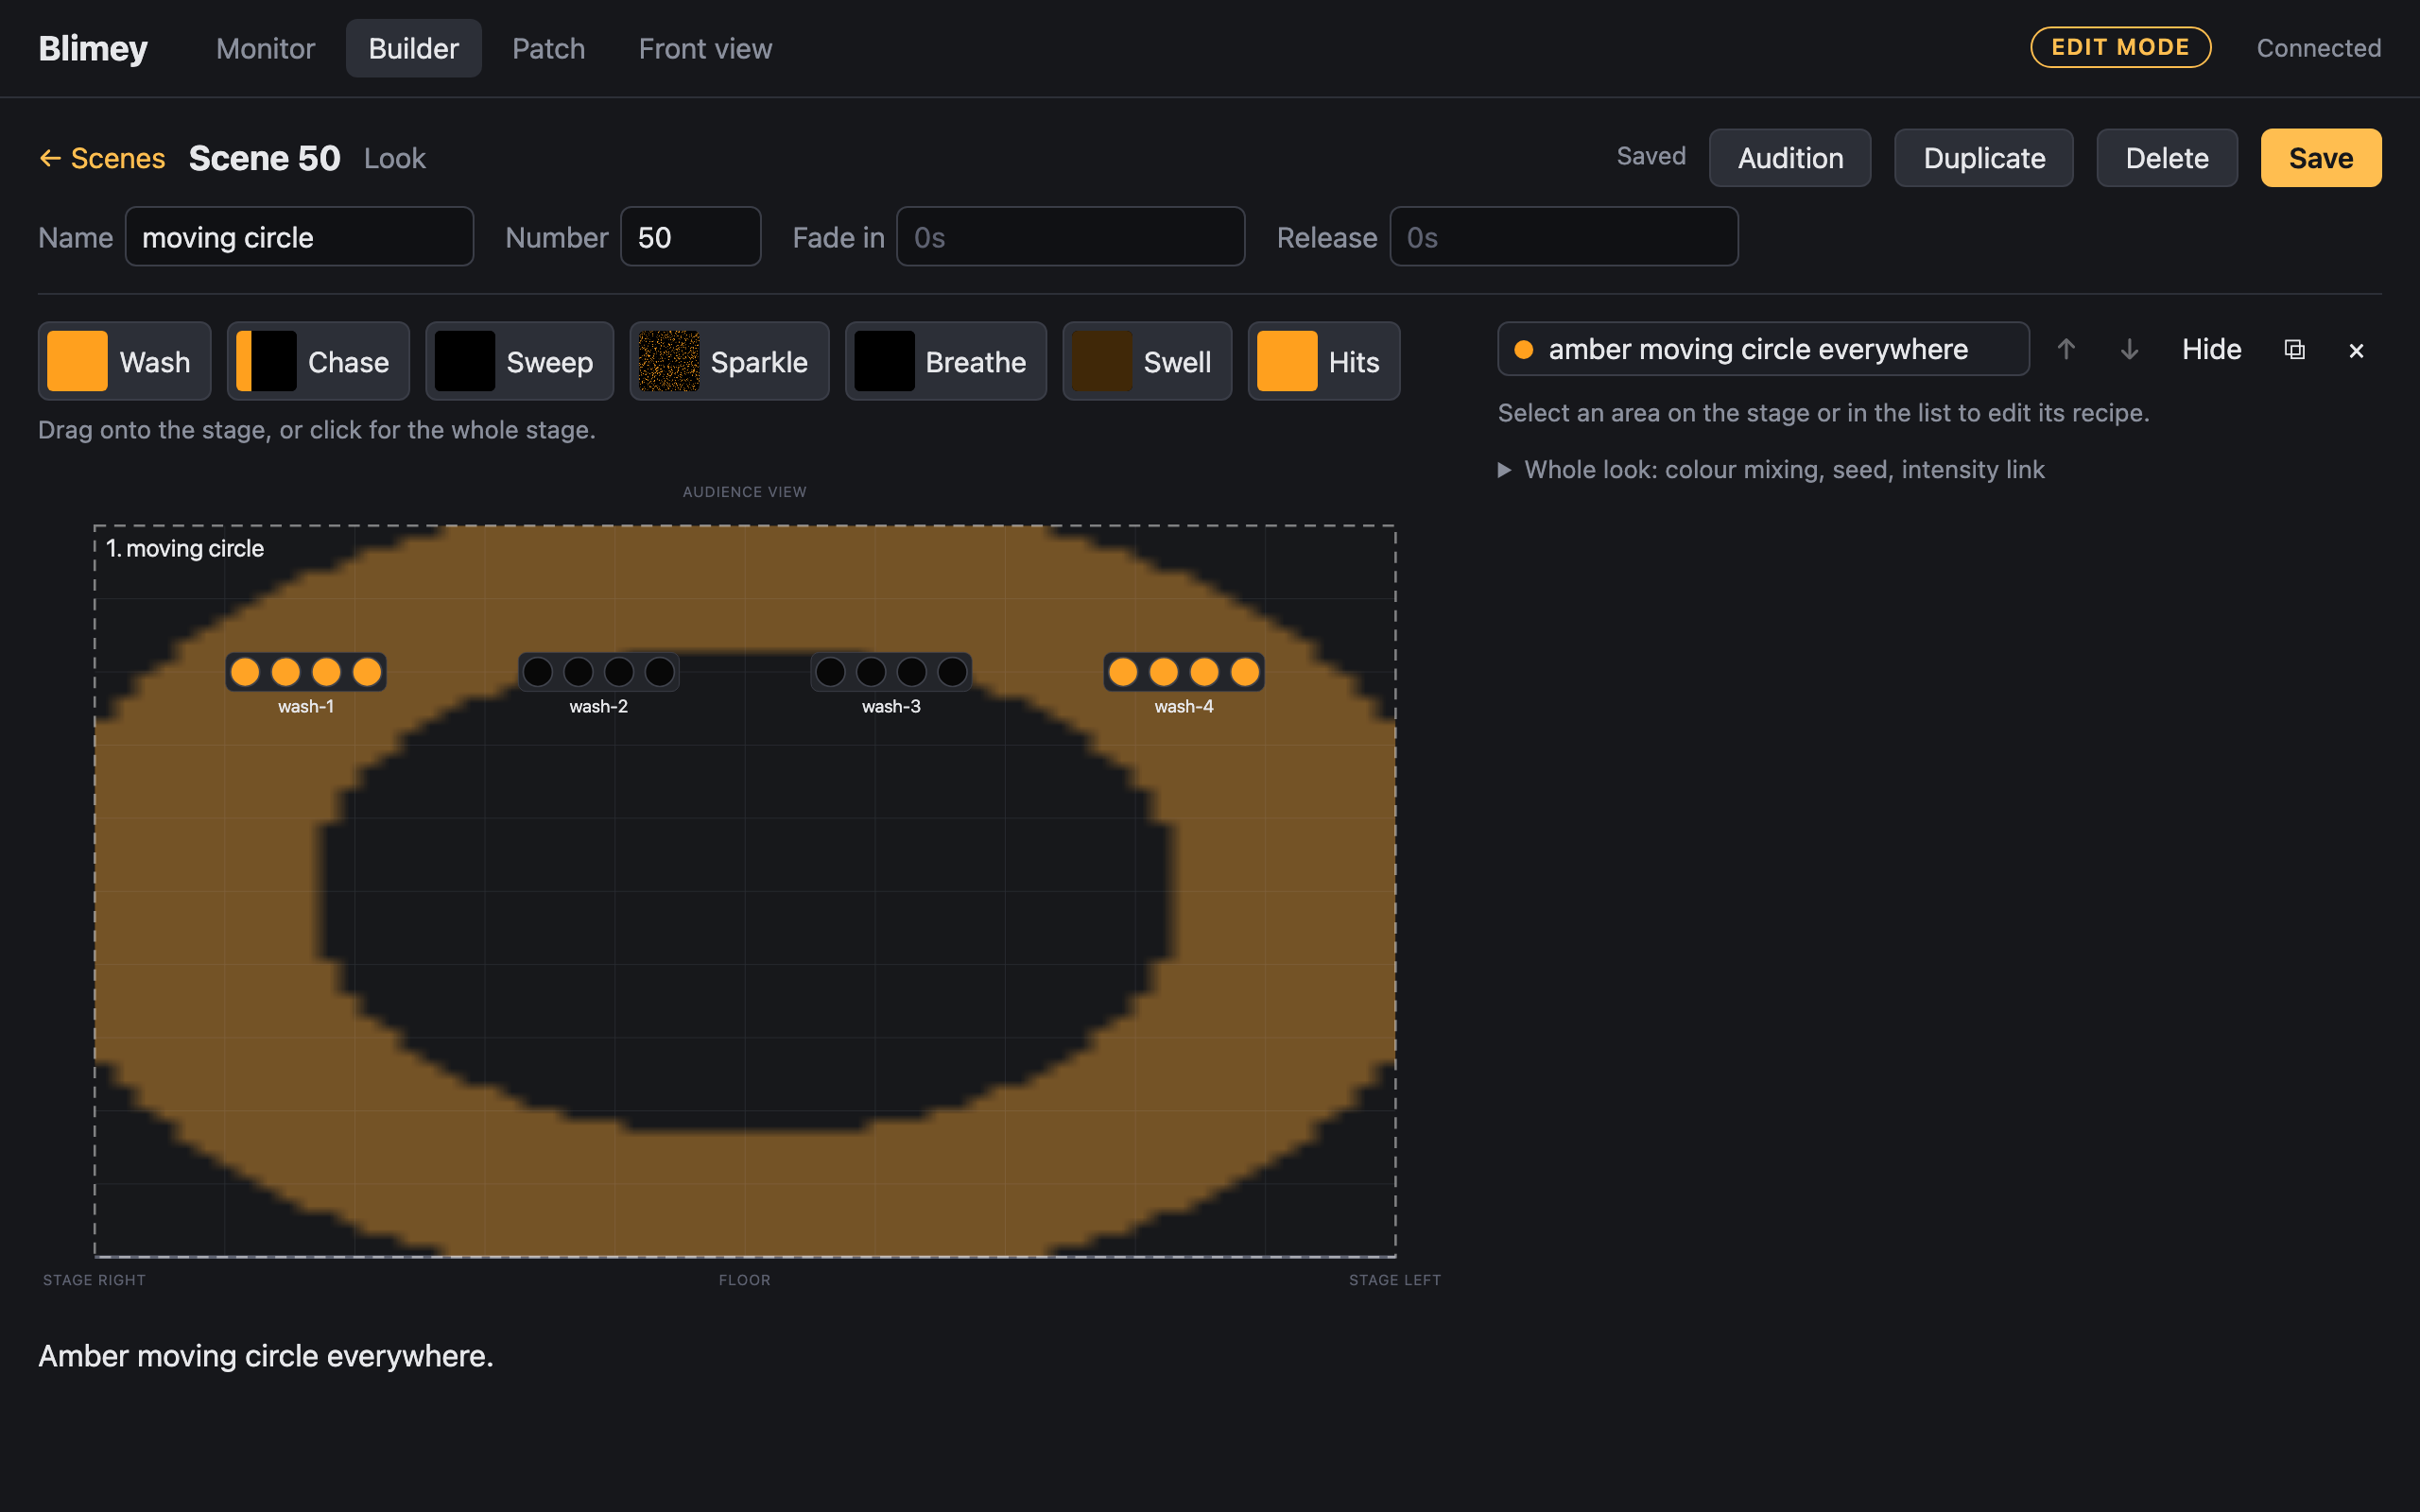 Blimey Monitor Builder Patch Front view EDIT MODE Connected
← Scenes Scene 50 Look Saved Audition Duplicate Delete Save
Name moving circle Number 50 Fade in 0s Release 0s
Wash Chase Sweep Sparkle Breathe Swell Hits
Drag onto the stage, or click for the whole stage.
amber moving circle everywhere ↑ ↓ Hide ×
Select an area on the stage or in the list to edit its recipe.
▶ Whole look: colour mixing, seed, intensity link
AUDIENCE VIEW
1. moving circle
wash-1 wash-2 wash-3 wash-4
STAGE RIGHT FLOOR STAGE LEFT
Amber moving circle everywhere.